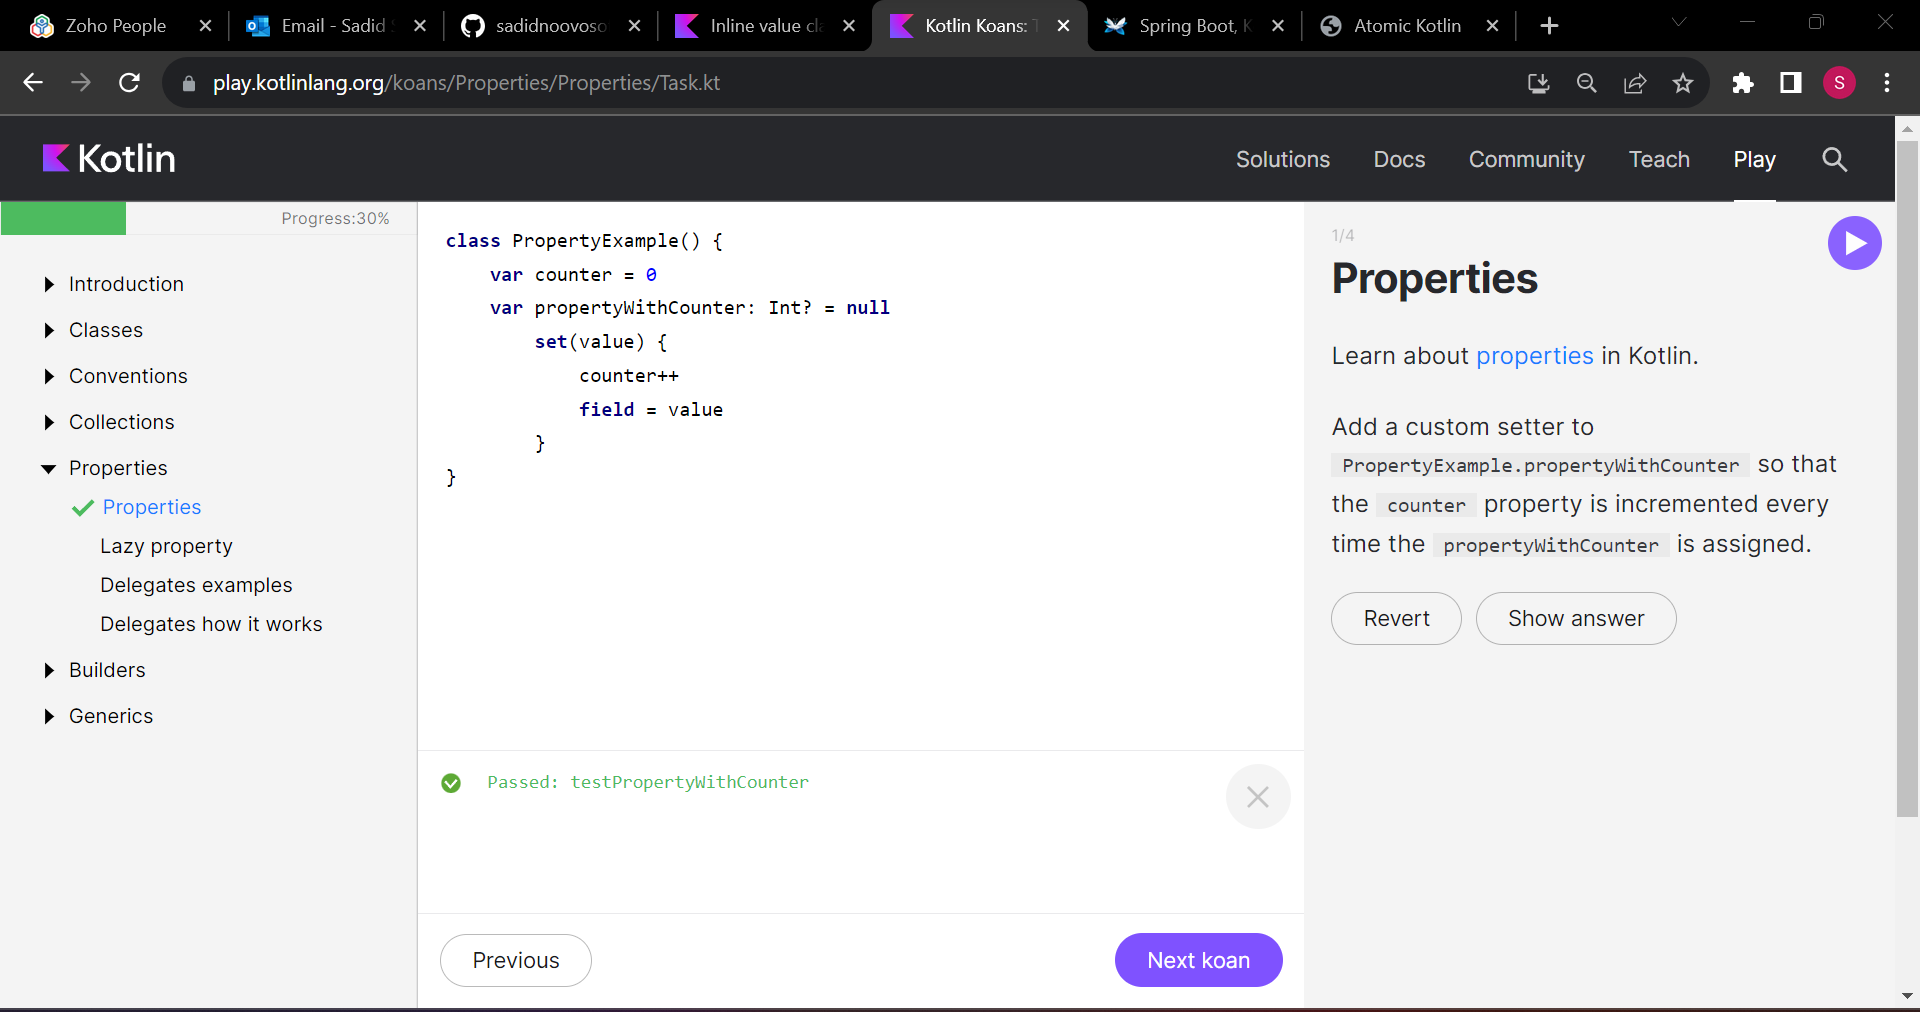 Zoho People
Email - Sadid
sadidnoovoso
Inline value cl
Kotlin Koans:
Spring Boot,
Atomic Kotlin
play.kotlinlang.org/koans/Properties/Properties/Task.kt
S
Kotlin
Solutions
Docs
Community
Teach
Play
Progress:30%
Introduction
Classes
Conventions
Collections
Properties
Properties
Lazy property
Delegates examples
Delegates how it works
Builders
Generics
class PropertyExample() {
var counter = 0
var propertyWithCounter: Int? = null
set(value) {
counter++
field = value
}
}
Passed: testPropertyWithCounter
Previous
Next koan
1/4
Properties
Learn about properties in Kotlin.
Add a custom setter to
PropertyExample.propertyWithCounter so that
the counter property is incremented every
time the propertyWithCounter is assigned.
Revert
Show answer